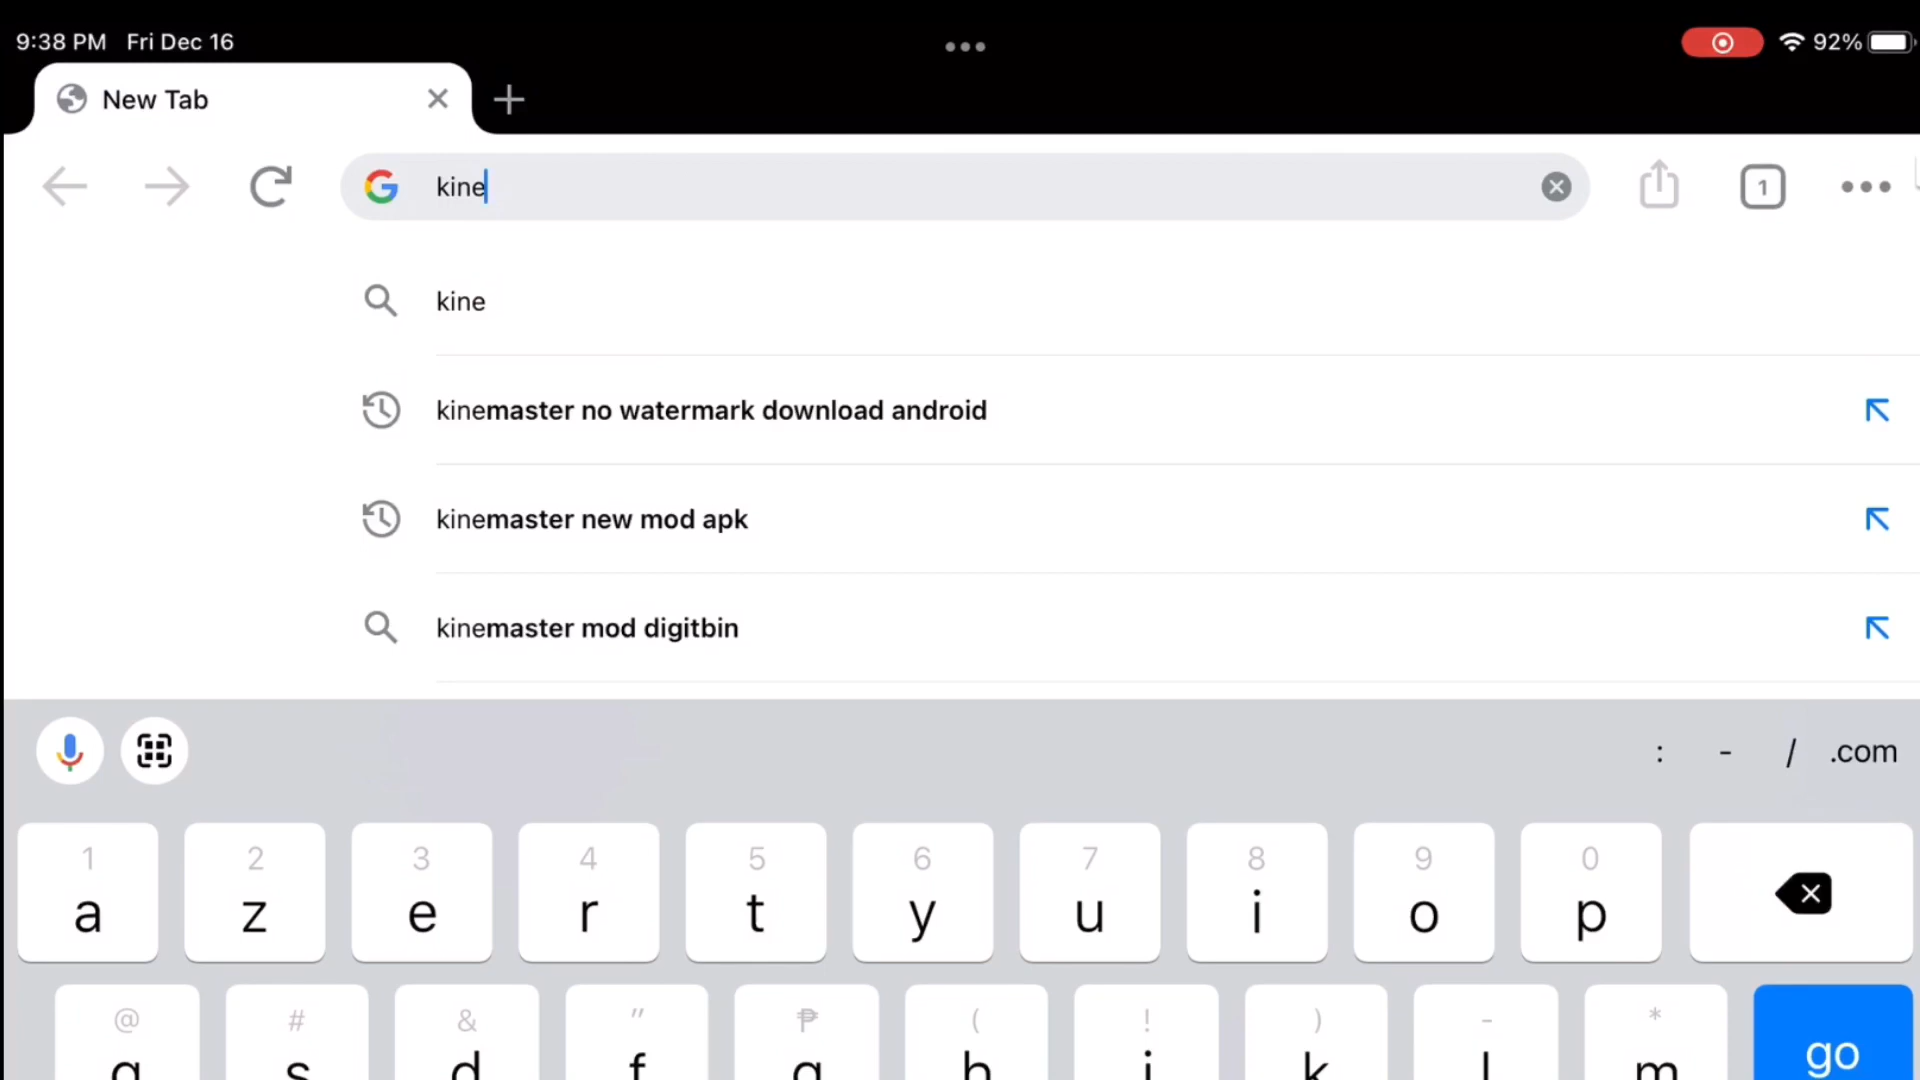 9:38 PM Fri Dec 16
92%
New Tab
kine
1
kine
kinemaster no watermark download android
kinemaster new mod apk
kinemaster mod digitbin
: - / .com
1 2 3 4 5 6 7 8 9 0
a z e r t y u i o p
@ # & " ₱ ( ! ) - *
q s d f g h j k l m
go